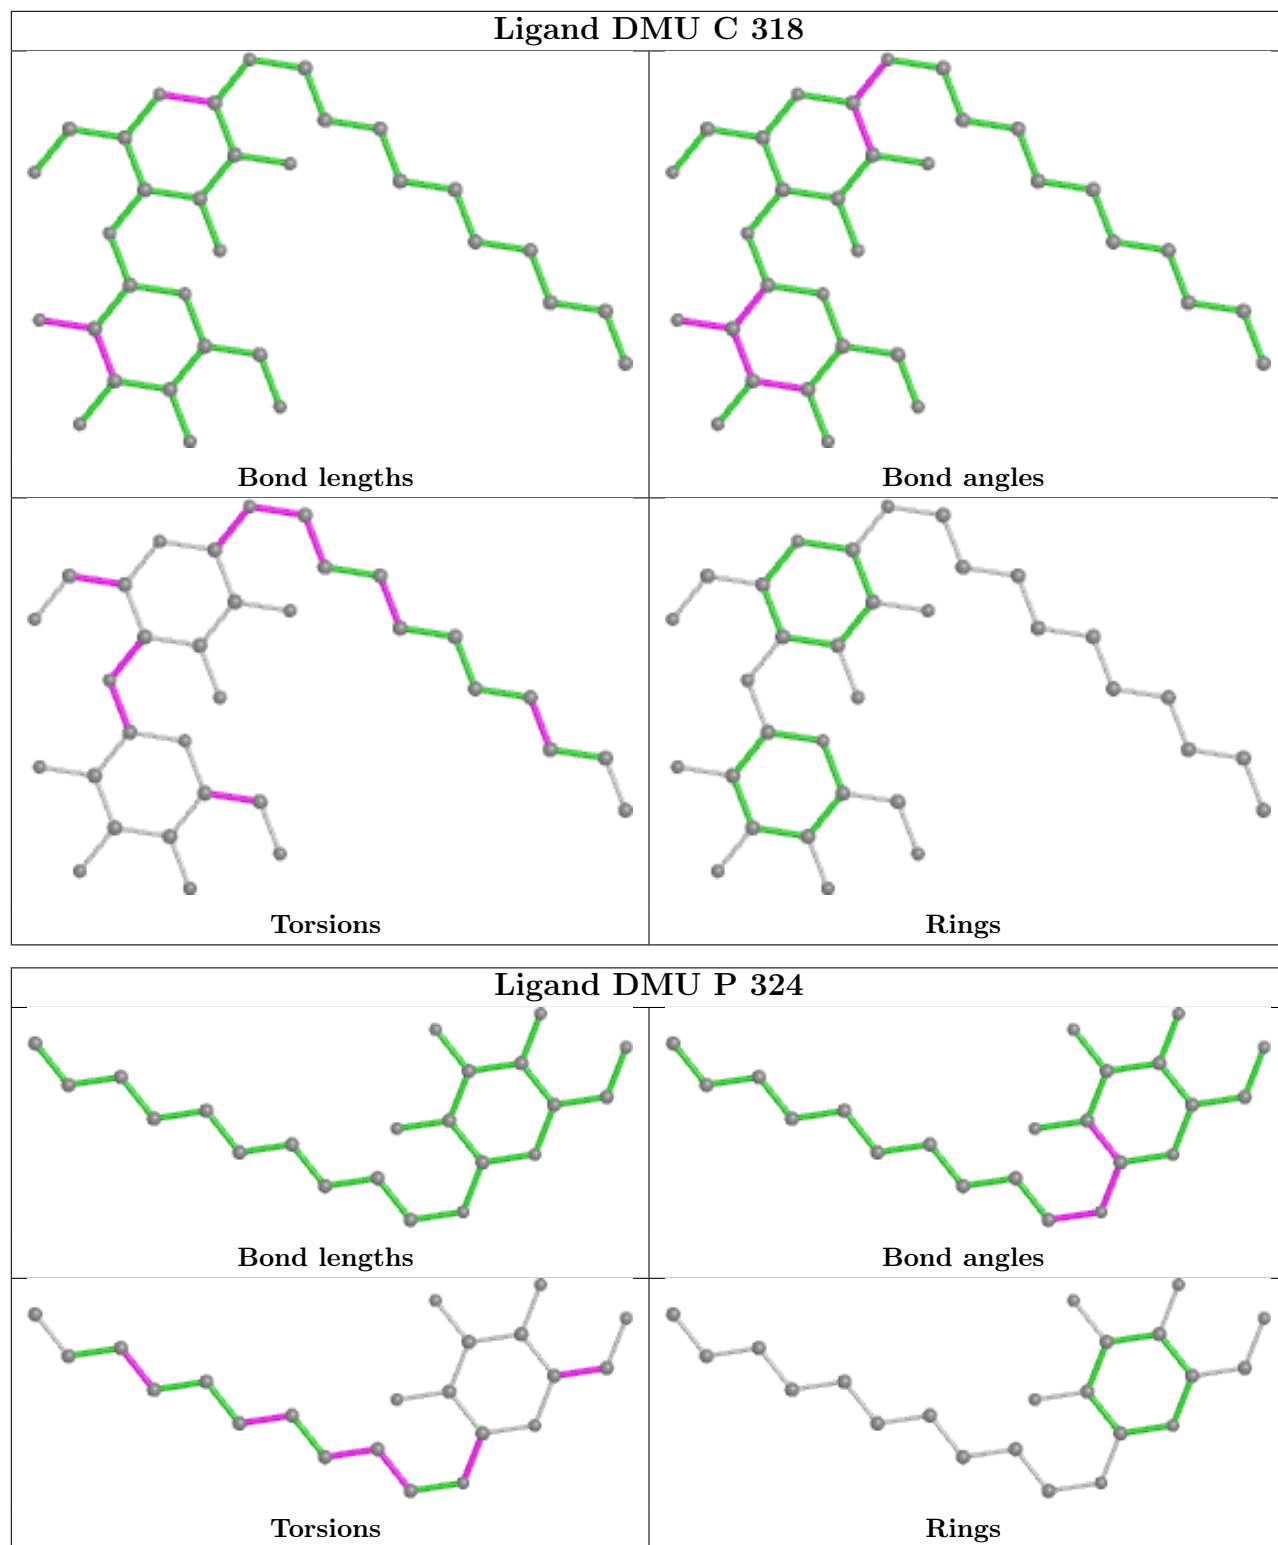 Ligand DMU C 318
Bond lengths
Bond angles
Torsions
Rings
Ligand DMU P 324
Bond lengths
Bond angles
Torsions
Rings